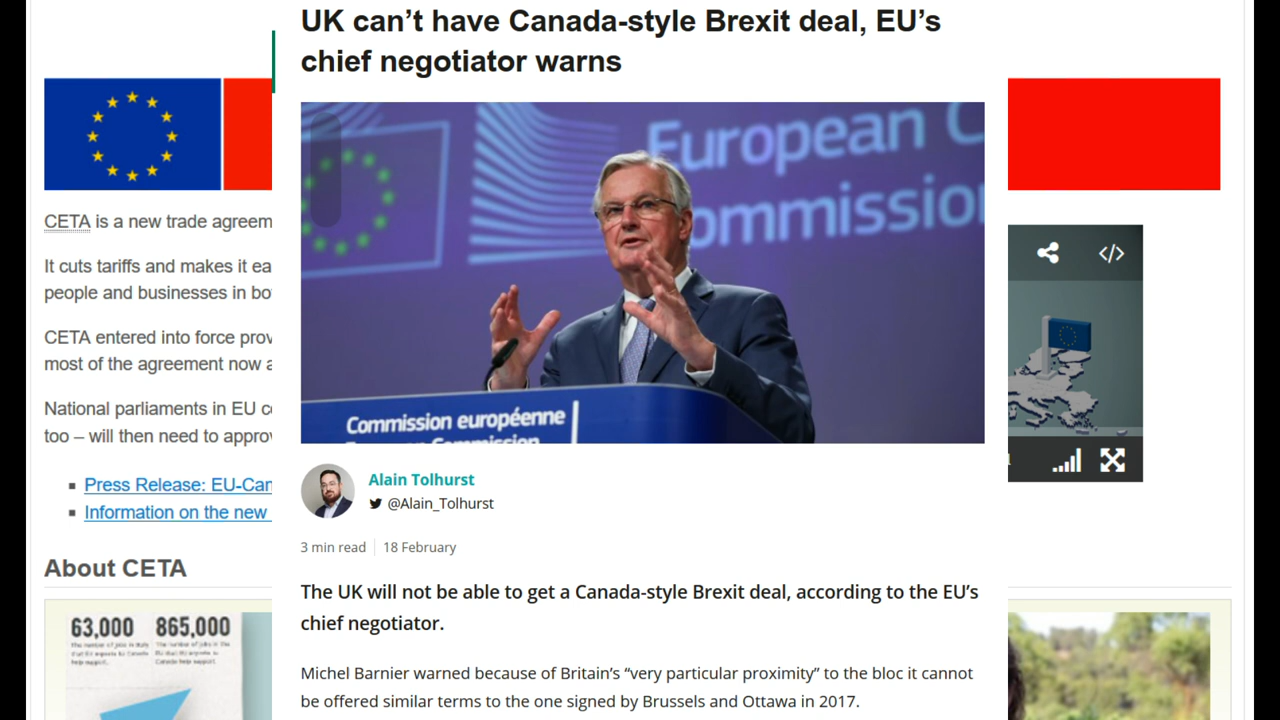 UK can’t have Canada-style Brexit deal, EU’s
chief negotiator warns
European C
Commission
Commission européenne
European Commission
Alain Tolhurst
@Alain_Tolhurst
3 min read
18 February
The UK will not be able to get a Canada-style Brexit deal, according to the EU’s
chief negotiator.
Michel Barnier warned because of Britain’s “very particular proximity” to the bloc it cannot
be offered similar terms to the one signed by Brussels and Ottawa in 2017.
CETA is a new trade agreem
It cuts tariffs and makes it ea
people and businesses in bo
CETA entered into force prov
most of the agreement now a
National parliaments in EU c
too – will then need to approv
Press Release: EU-Can
Information on the new
About CETA
63,000 865,000